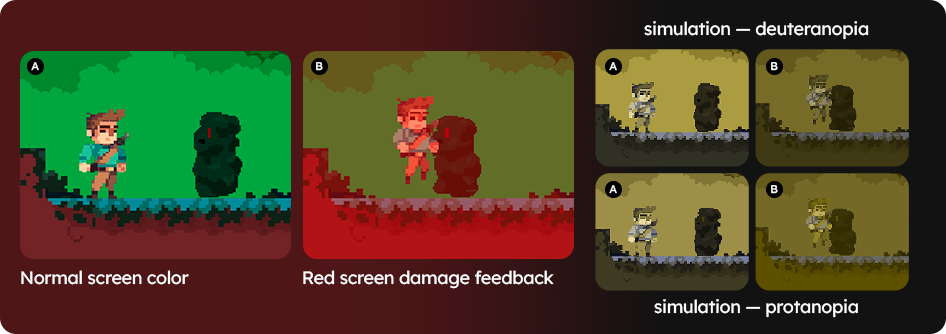 simulation — deuteranopia
A
B
A
B
A
B
Normal screen color
Red screen damage feedback
simulation — protanopia